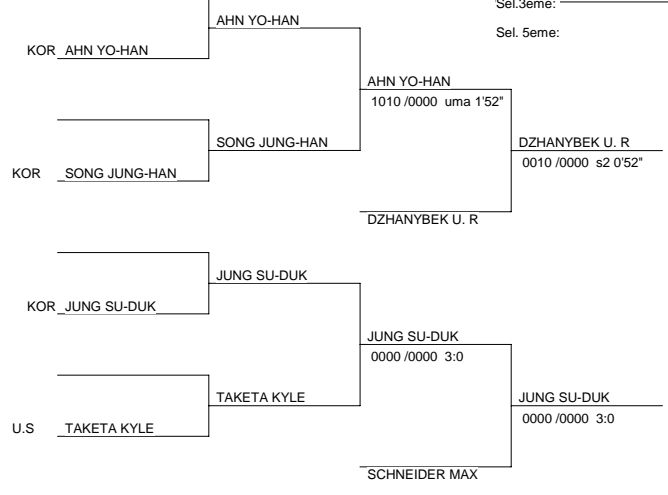 Sel.3eme:
AHN YO-HAN
Sel. 5eme:
KOR AHN YO-HAN
AHN YO-HAN
1010 /0000 uma 1'52"
SONG JUNG-HAN
DZHANYBEK U. R
0010 /0000 s2 0'52"
KOR SONG JUNG-HAN
DZHANYBEK U. R
JUNG SU-DUK
KOR JUNG SU-DUK
JUNG SU-DUK
0000 /0000 3:0
TAKETA KYLE
JUNG SU-DUK
0000 /0000 3:0
U.S TAKETA KYLE
SCHNEIDER MAX